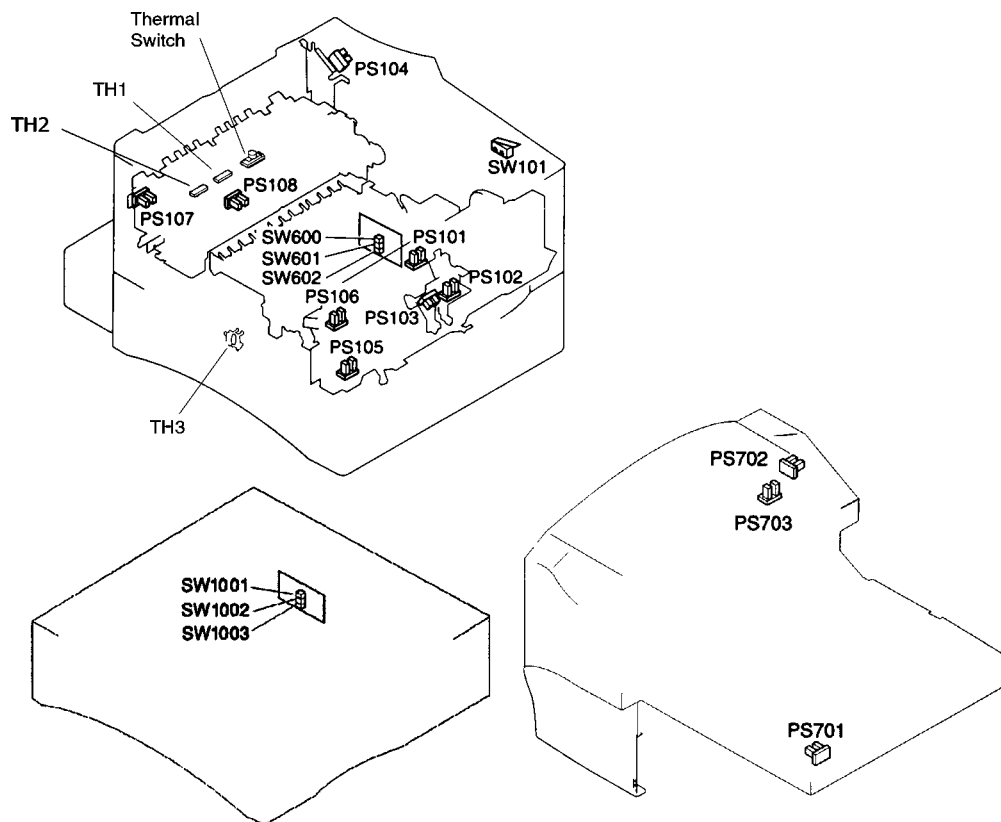 Thermal
Switch
PS104
TH1
TH2
SW101
PS108
PS107
SW600
PS101
SW601
SW602
PS102
PS106
PS103
PS105
TH3
PS702
PS703
SW1001
SW1002
SW1003
PS701